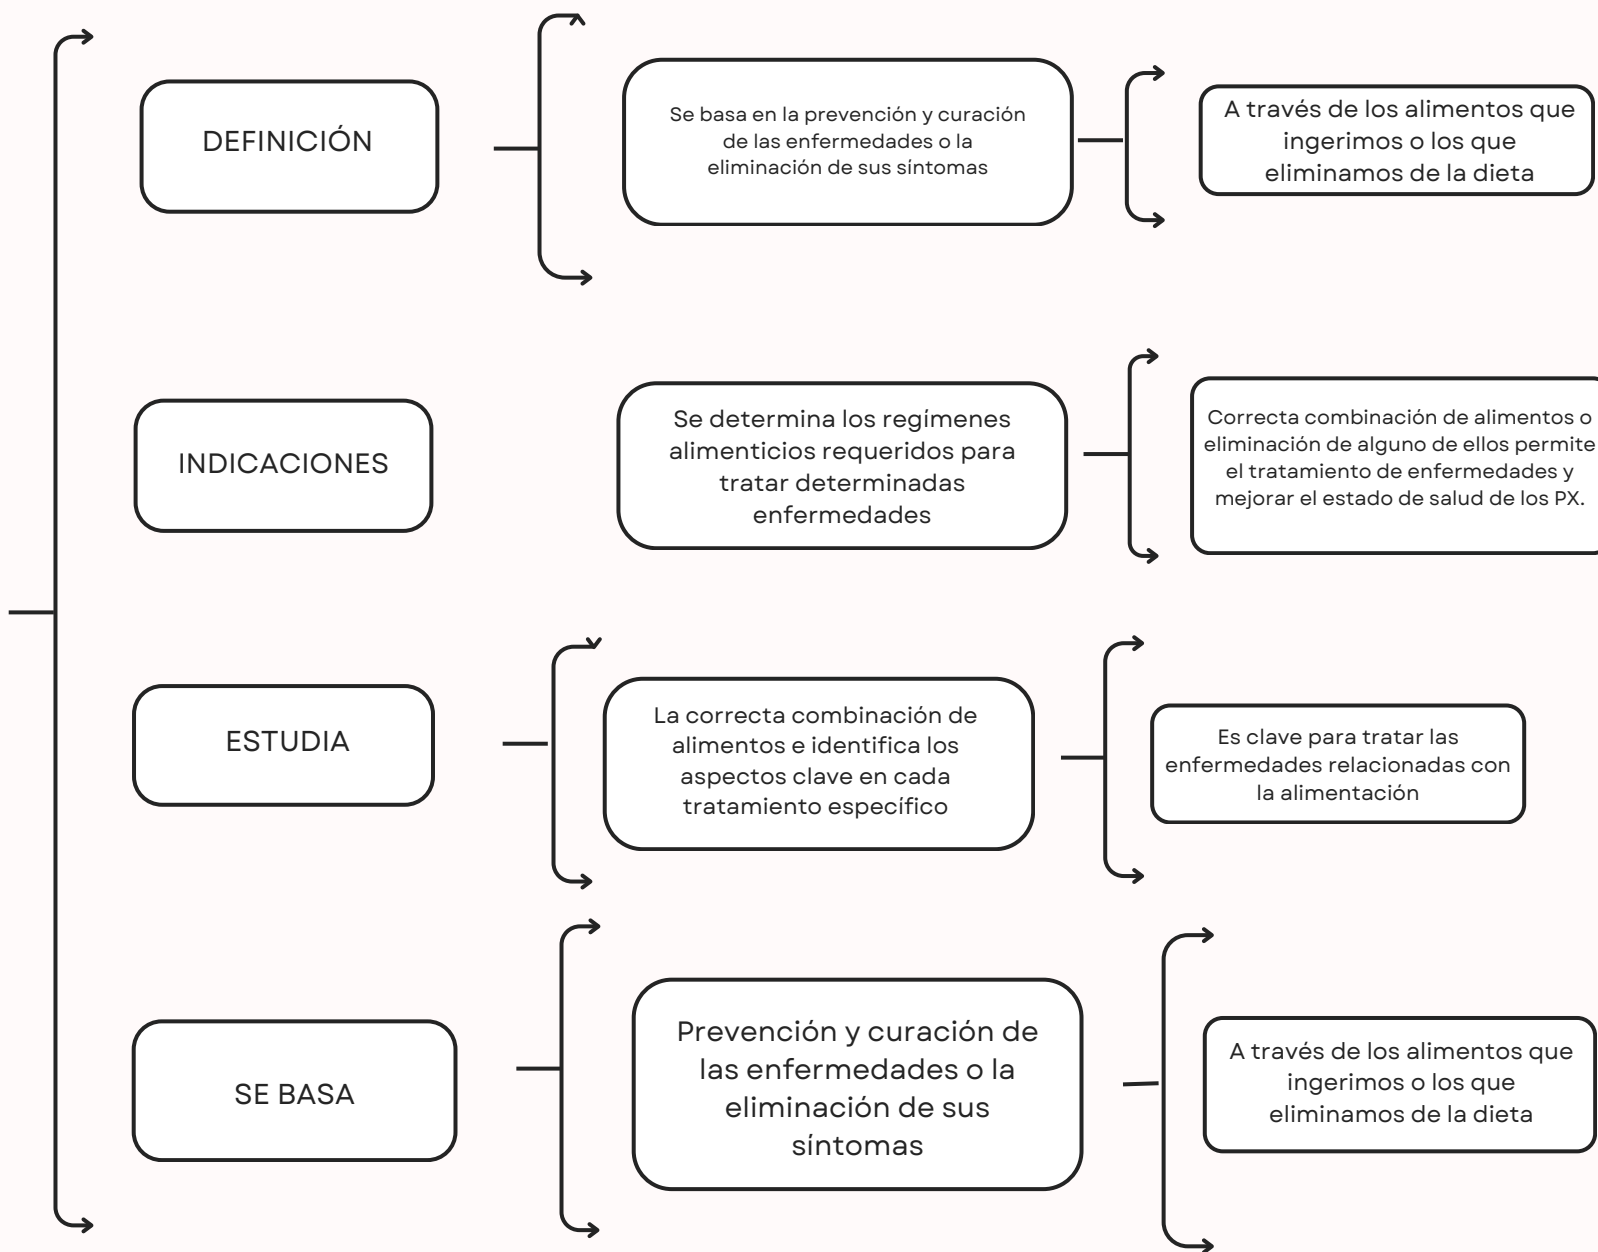 DEFINICIÓN
Se basa en la prevención y curación
de las enfermedades o la
eliminación de sus síntomas
A través de los alimentos que
ingerimos o los que
eliminamos de la dieta
INDICACIONES
Se determina los regímenes
alimenticios requeridos para
tratar determinadas
enfermedades
Correcta combinación de alimentos o
eliminación de alguno de ellos permite
el tratamiento de enfermedades y
mejorar el estado de salud de los PX.
ESTUDIA
La correcta combinación de
alimentos e identifica los
aspectos clave en cada
tratamiento específico
Es clave para tratar las
enfermedades relacionadas con
la alimentación
SE BASA
Prevención y curación de
las enfermedades o la
eliminación de sus
síntomas
A través de los alimentos que
ingerimos o los que
eliminamos de la dieta